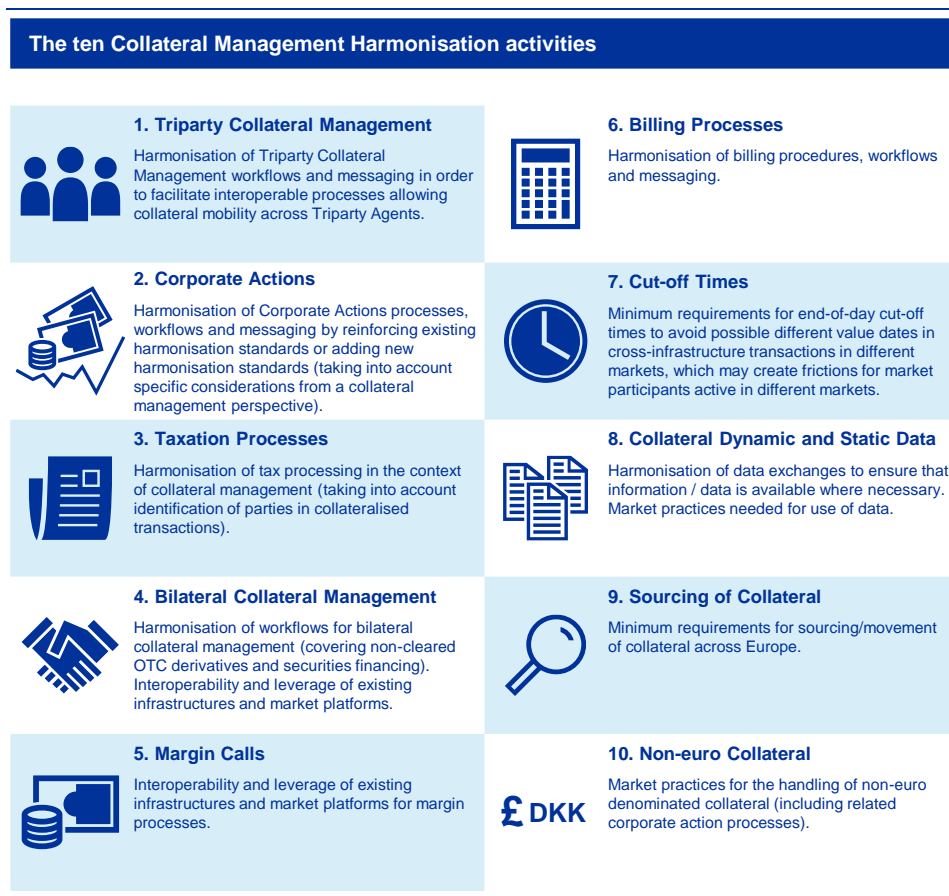 The ten Collateral Management Harmonisation activities
1. Triparty Collateral Management
Harmonisation of Triparty Collateral
Management workflows and messaging in order
to facilitate interoperable processes allowing
collateral mobility across Triparty Agents.
2. Corporate Actions
Harmonisation of Corporate Actions processes,
workflows and messaging by reinforcing existing
harmonisation standards or adding new
harmonisation standards (taking into account
specific considerations from a collateral
management perspective).
3. Taxation Processes
Harmonisation of tax processing in the context
of collateral management (taking into account
identification of parties in collateralised
transactions).
4. Bilateral Collateral Management
Harmonisation of workflows for bilateral
collateral management (covering non-cleared
OTC derivatives and securities financing).
Interoperability and leverage of existing
infrastructures and market platforms.
5. Margin Calls
Interoperability and leverage of existing
infrastructures and market platforms for margin
processes.
6. Billing Processes
Harmonisation of billing procedures, workflows
and messaging.
7. Cut-off Times
Minimum requirements for end-of-day cut-off
times to avoid possible different value dates in
cross-infrastructure transactions in different
markets, which may create frictions for market
participants active in different markets.
8. Collateral Dynamic and Static Data
Harmonisation of data exchanges to ensure that
information / data is available where necessary.
Market practices needed for use of data.
9. Sourcing of Collateral
Minimum requirements for sourcing/movement
of collateral across Europe.
10. Non-euro Collateral
Market practices for the handling of non-euro
denominated collateral (including related
corporate action processes).
£ DKK